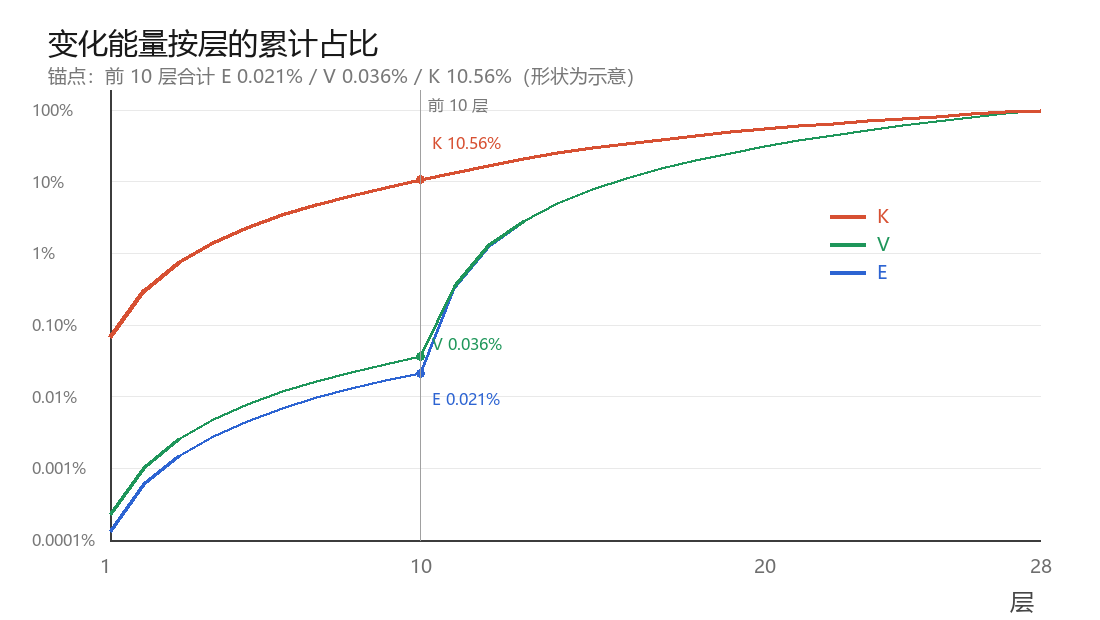 变化能量按层的累计占比
锚点：前 10 层合计 E 0.021% / V 0.036% / K 10.56%（形状为示意）
前 10 层
100%
K 10.56%
10%
K
1%
V
E
0.10%
V 0.036%
0.01%
E 0.021%
0.001%
0.0001%
1 10 20 28
层